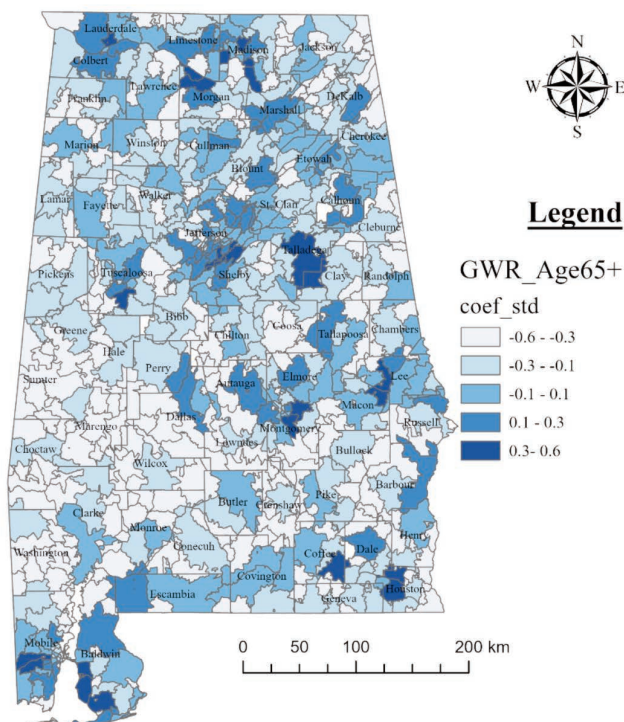 Lauderdale
Limestone
Madison
Jackson
Colbert
Lawrence
Morgan
DeKalb
Franklin
Marshall
Cherokee
Marion
Winston
Cullman
Etowah
Blount
Lamar
Fayette
Walker
St. Clair
Calhoun
Jefferson
Cleburne
Talladega
Pickens
Tuscaloosa
Shelby
Clay
Randolph
Bibb
Greene
Hale
Chilton
Coosa
Tallapoosa
Chambers
Perry
Sumter
Autauga
Elmore
Lee
Dallas
Macon
Marengo
Montgomery
Russell
Lowndes
Choctaw
Bullock
Wilcox
Barbour
Butler
Crenshaw
Pike
Clarke
Monroe
Conecuh
Henry
Washington
Coffee
Dale
Covington
Escambia
Geneva
Houston
Mobile
Baldwin
N
W E
S
Legend
GWR_Age65+
coef_std
-0.6 - -0.3
-0.3 - -0.1
-0.1 - 0.1
0.1 - 0.3
0.3- 0.6
0 50 100 200 km